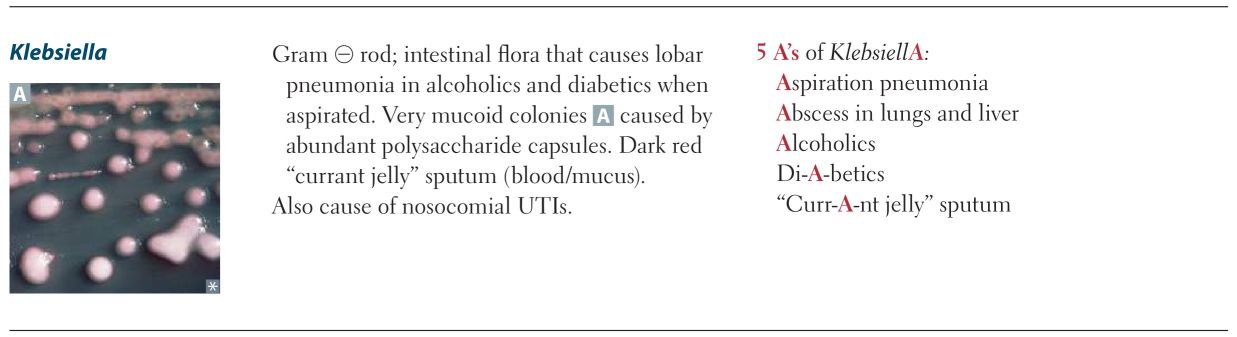 Klebsiella
A
*
Gram ⊖ rod; intestinal flora that causes lobar
pneumonia in alcoholics and diabetics when
aspirated. Very mucoid colonies A caused by
abundant polysaccharide capsules. Dark red
“currant jelly” sputum (blood/mucus).
Also cause of nosocomial UTIs.
5 A’s of KlebsiellA:
Aspiration pneumonia
Abscess in lungs and liver
Alcoholics
Di-A-betics
“Curr-A-nt jelly” sputum